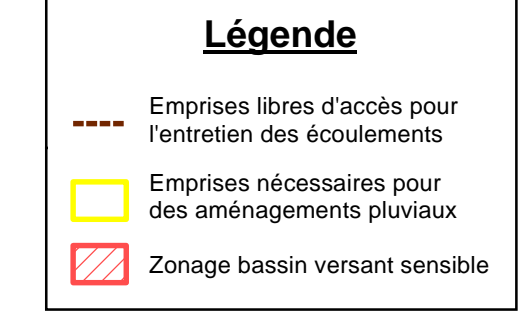 Légende
Emprises libres d'accès pour
l'entretien des écoulements
Emprises nécessaires pour
des aménagements pluviaux
Zonage bassin versant sensible